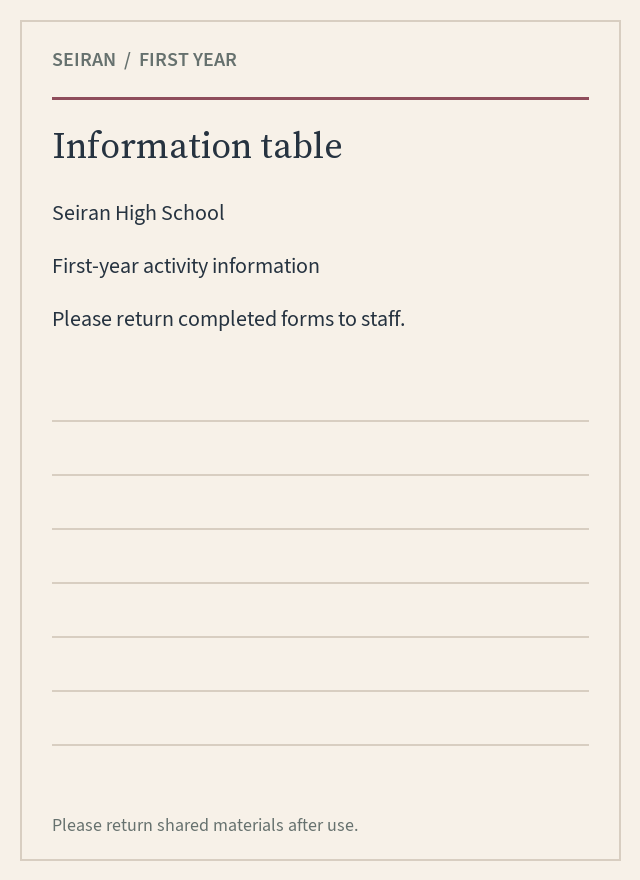 SEIRAN / FIRST YEAR
Information table
Seiran High School
First-year activity information
Please return completed forms to staff.
Please return shared materials after use.